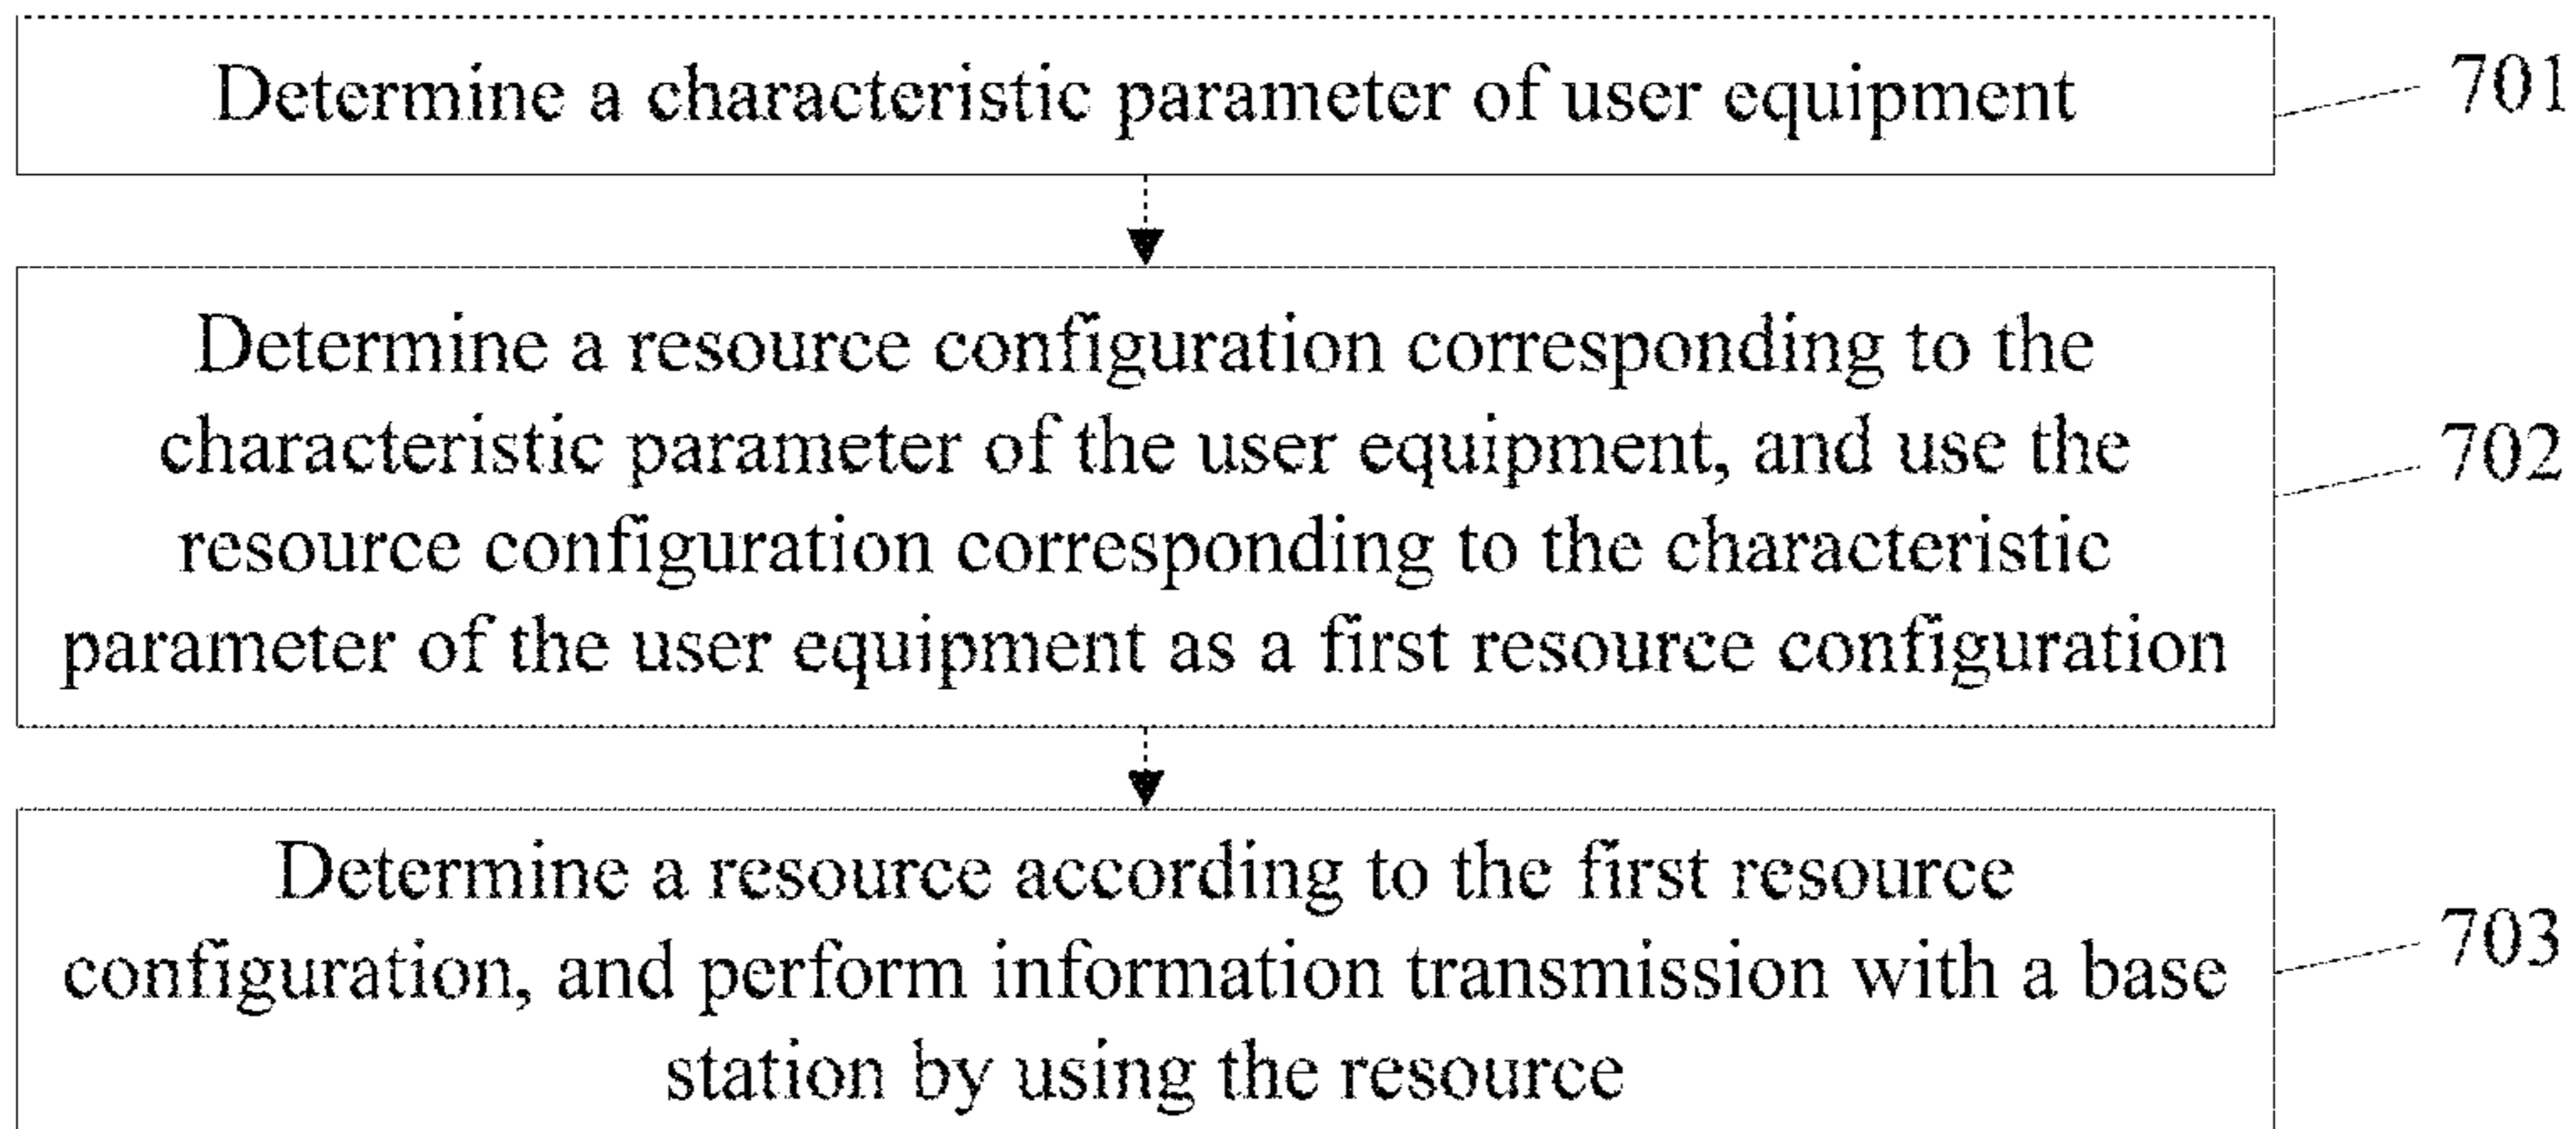 Determine a characteristic parameter of user equipment
701
Determine a resource configuration corresponding to the
characteristic parameter of the user equipment, and use the
resource configuration corresponding to the characteristic
parameter of the user equipment as a first resource configuration
702
Determine a resource according to the first resource
configuration, and perform information transmission with a base
station by using the resource
703